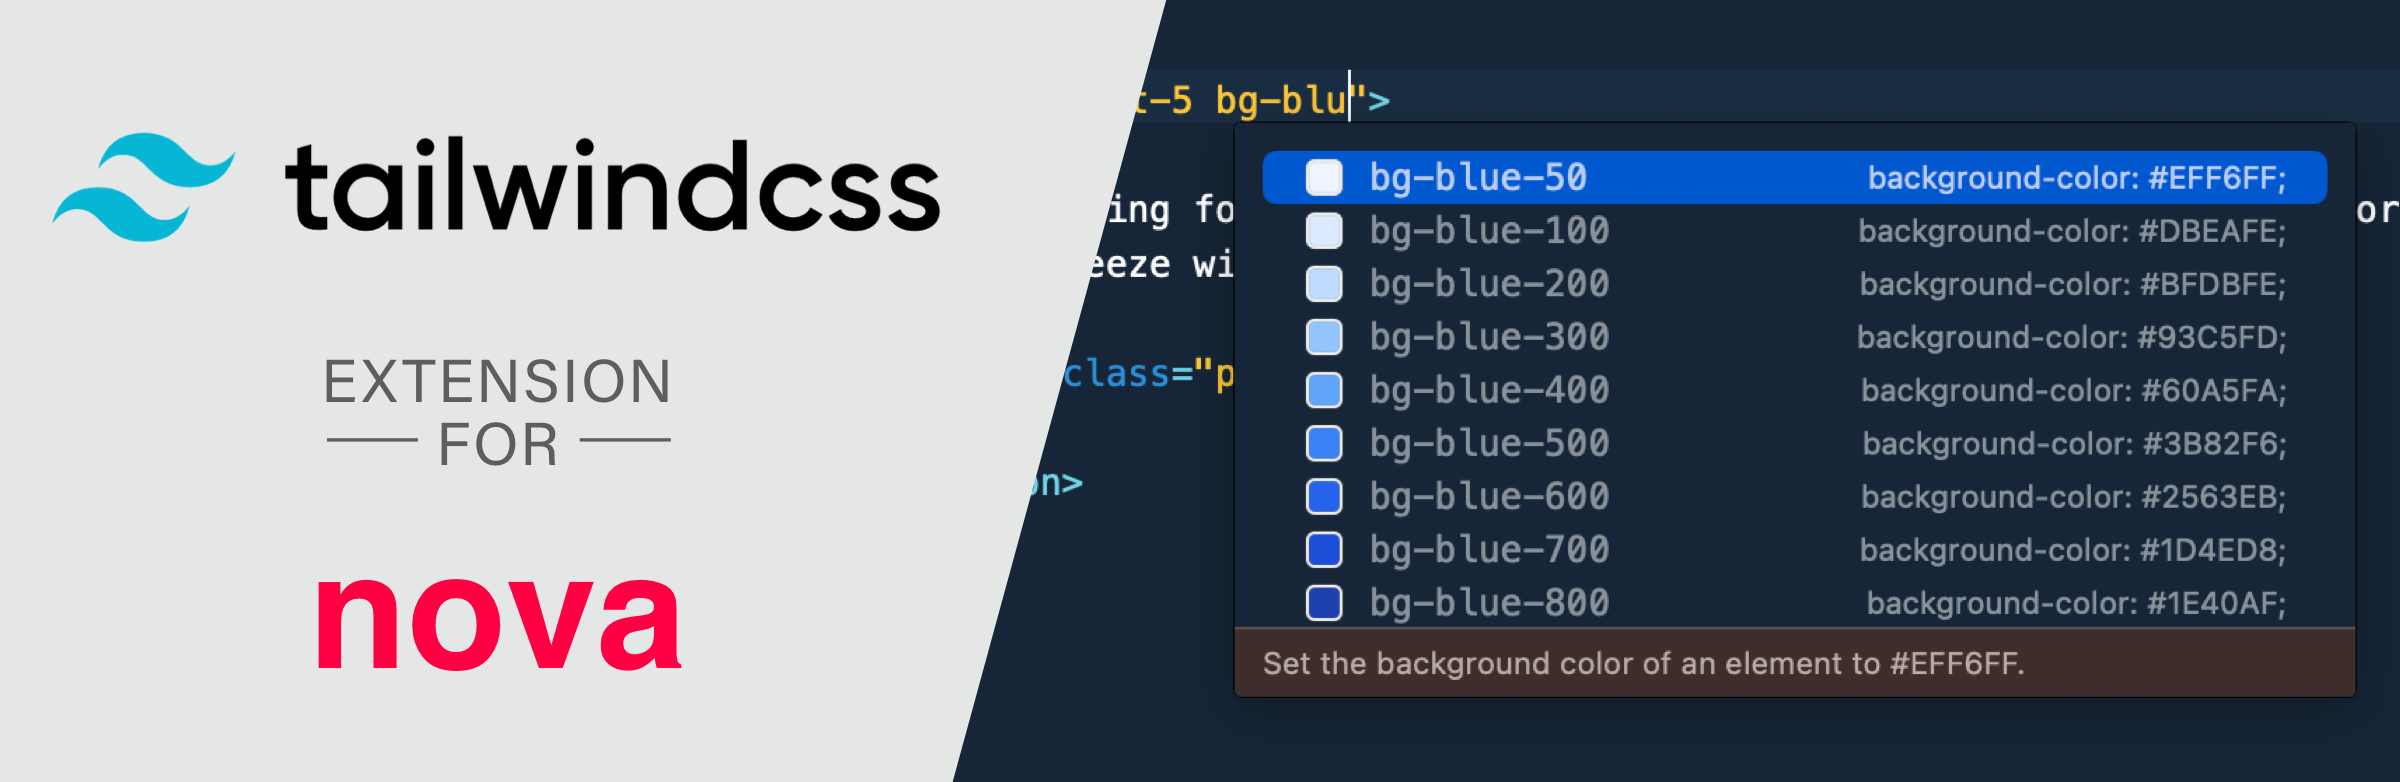 tailwindcss
EXTENSION
FOR
nova
t-5 bg-blu">
ing fo
or
eeze wi
class="p
on>
bg-blue-50 background-color: #EFF6FF;
bg-blue-100 background-color: #DBEAFE;
bg-blue-200 background-color: #BFDBFE;
bg-blue-300 background-color: #93C5FD;
bg-blue-400 background-color: #60A5FA;
bg-blue-500 background-color: #3B82F6;
bg-blue-600 background-color: #2563EB;
bg-blue-700 background-color: #1D4ED8;
bg-blue-800 background-color: #1E40AF;
Set the background color of an element to #EFF6FF.